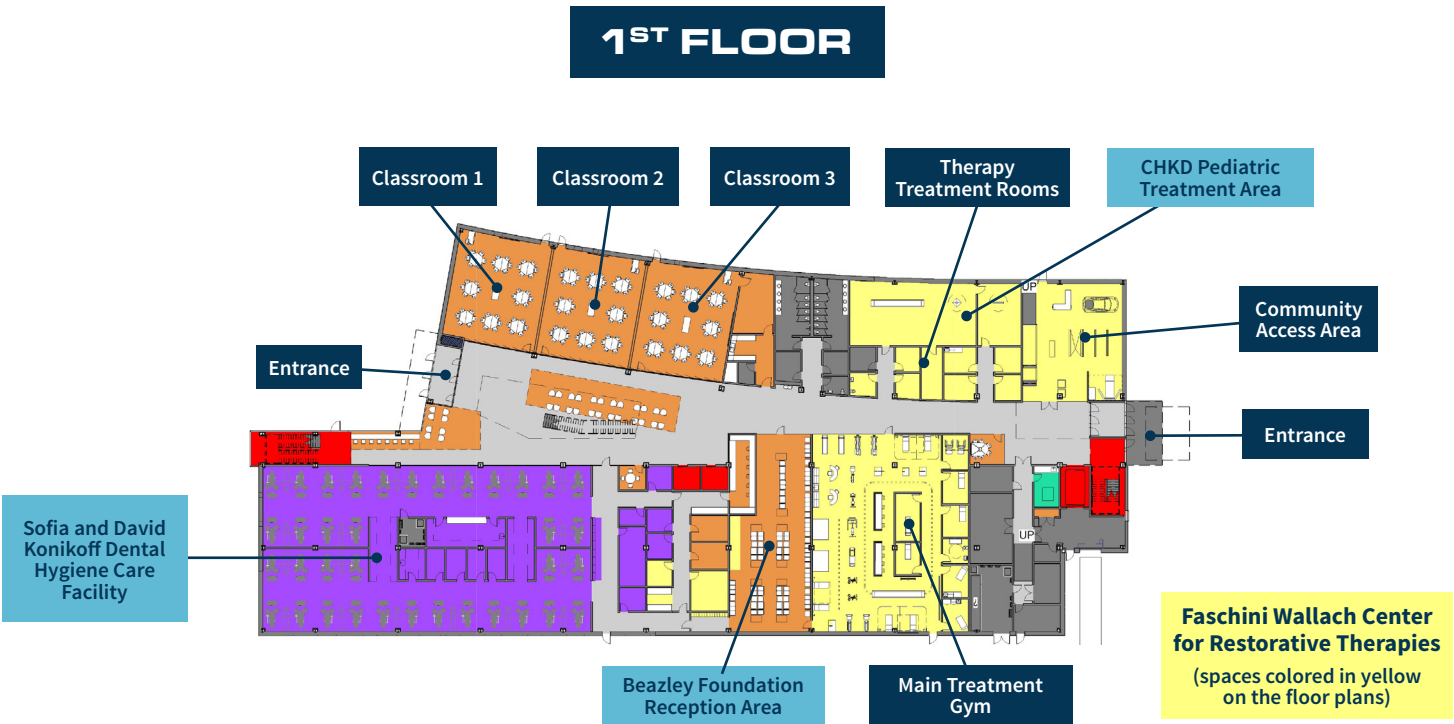 1ST FLOOR
Classroom 1
Classroom 2
Classroom 3
Therapy
Treatment Rooms
CHKD Pediatric
Treatment Area
UP
Community
Access Area
Entrance
Entrance
Sofia and David
Konikoff Dental
Hygiene Care
Facility
UP
Beazley Foundation
Reception Area
Main Treatment
Gym
Faschini Wallach Center
for Restorative Therapies
(spaces colored in yellow
on the floor plans)